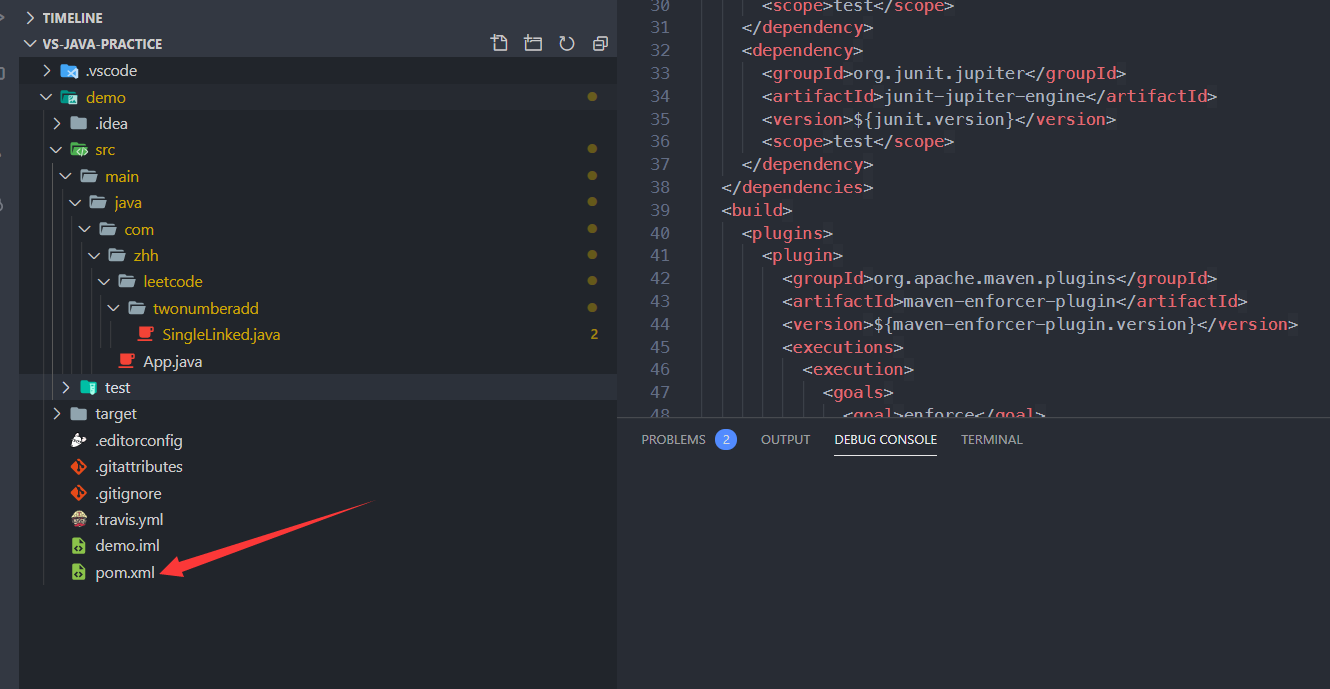 TIMELINE
VS-JAVA-PRACTICE
.vscode
demo
.idea
src
main
java
com
zhh
leetcode
twonumberadd
SingleLinked.java 2
App.java
test
target
.editorconfig
.gitattributes
.gitignore
.travis.yml
demo.iml
pom.xml
30 <scope>test</scope>
31 </dependency>
32 <dependency>
33 <groupId>org.junit.jupiter</groupId>
34 <artifactId>junit-jupiter-engine</artifactId>
35 <version>${junit.version}</version>
36 <scope>test</scope>
37 </dependency>
38 </dependencies>
39 <build>
40 <plugins>
41 <plugin>
42 <groupId>org.apache.maven.plugins</groupId>
43 <artifactId>maven-enforcer-plugin</artifactId>
44 <version>${maven-enforcer-plugin.version}</version>
45 <executions>
46 <execution>
47 <goals>
48 <goal>enforce</goal>
PROBLEMS 2 OUTPUT DEBUG CONSOLE TERMINAL